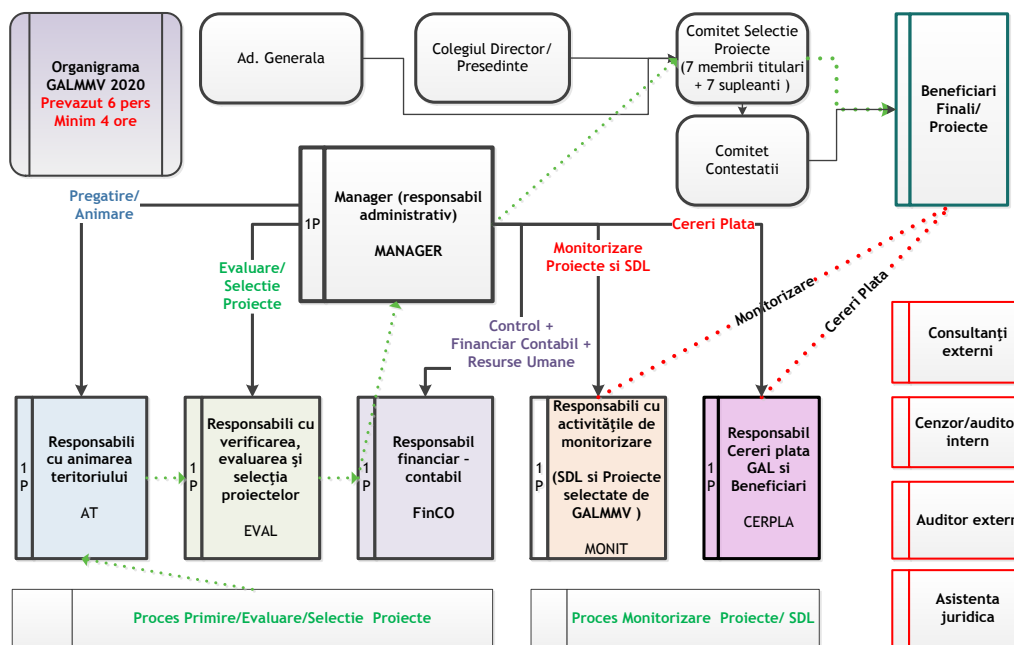 Organigrama
GALMMV 2020
Prevazut 6 pers
Minim 4 ore
Ad. Generala
Colegiul Director/
Presedinte
Comitet Selectie
Proiecte
(7 membrii titulari
+ 7 supleanti )
Comitet
Contestatii
Beneficiari
Finali/
Proiecte
Pregatire/
Animare
1P
Manager (responsabil
administrativ)
MANAGER
Evaluare/
Selectie
Proiecte
Control +
Financiar Contabil +
Resurse Umane
Monitorizare
Proiecte si SDL
Cereri Plata
Monitorizare
Cereri Plata
1
P
Responsabili
cu animarea
teritoriului
AT
1
P
Responsabili cu
verificarea,
evaluarea şi
selecţia
proiectelor
EVAL
1
P
Responsabil
financiar –
contabil
FinCO
1
P
Responsabili cu
activităţile de
monitorizare
(SDL si Proiecte
selectate de
GALMMV )
MONIT
1
P
Responsabil
Cereri plata
GAL si
Beneficiari
CERPLA
Consultanţi
externi
Cenzor/auditor
intern
Auditor extern
Asistenta
juridica
Proces Primire/Evaluare/Selectie Proiecte
Proces Monitorizare Proiecte/ SDL